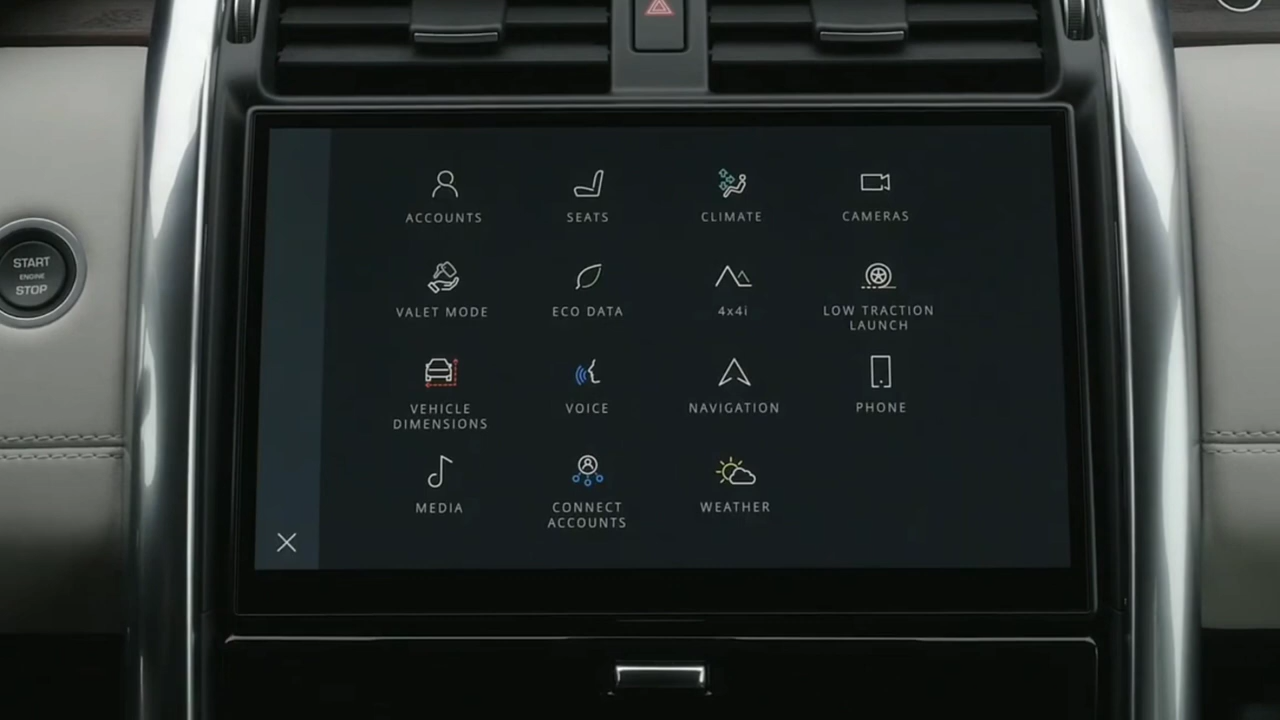 START
ENGINE
STOP
ACCOUNTS
SEATS
CLIMATE
CAMERAS
VALET MODE
ECO DATA
4x4i
LOW TRACTION
LAUNCH
VEHICLE
DIMENSIONS
VOICE
NAVIGATION
PHONE
MEDIA
CONNECT
ACCOUNTS
WEATHER